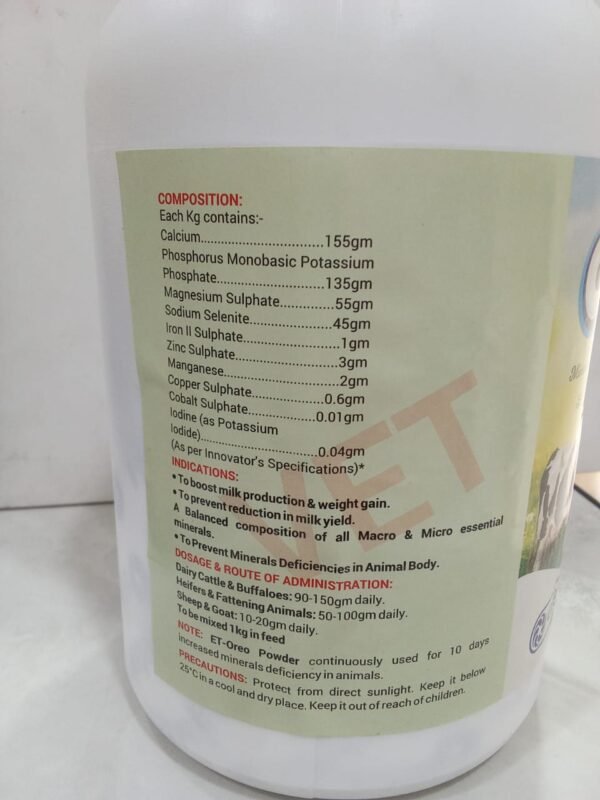 COMPOSITION:
Each Kg contains:-
Calcium...............................155gm
Phosphorus Monobasic Potassium
Phosphate...........................135gm
Magnesium Sulphate..............55gm
Sodium Selenite.....................45gm
Iron II Sulphate.........................1gm
Zinc Sulphate..........................3gm
Manganese.............................2gm
Copper Sulphate..................0.6gm
Cobalt Sulphate.................0.01gm
Iodine (as Potassium
Iodide).............................0.04gm
(As per Innovator's Specifications)*
INDICATIONS:
• To boost milk production & weight gain.
• To prevent reduction in milk yield.
A Balanced composition of all Macro & Micro essential
minerals.
• To Prevent Minerals Deficiencies in Animal Body.
DOSAGE & ROUTE OF ADMINISTRATION:
Dairy Cattle & Buffaloes: 90-150gm daily.
Heifers & Fattening Animals: 50-100gm daily.
Sheep & Goat: 10-20gm daily.
To be mixed 1kg in feed
NOTE: ET-Oreo Powder continuously used for 10 days
increased minerals deficiency in animals.
PRECAUTIONS: Protect from direct sunlight. Keep it below
25°C in a cool and dry place. Keep it out of reach of children.
VET